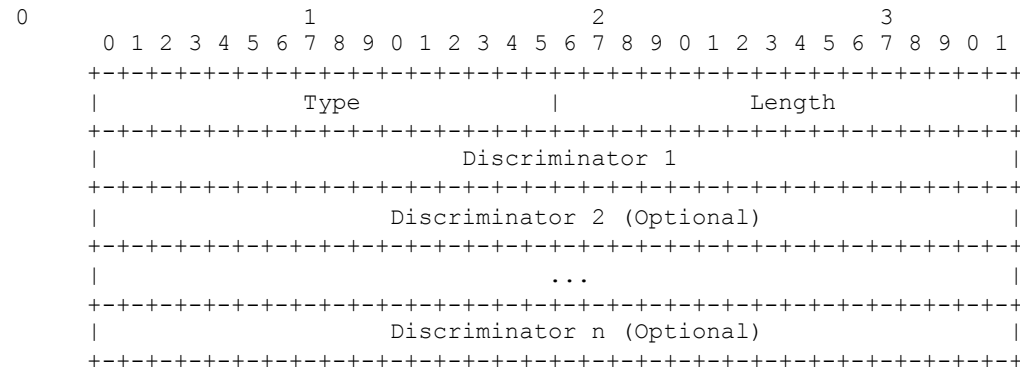 0                   1                   2                   3
 0 1 2 3 4 5 6 7 8 9 0 1 2 3 4 5 6 7 8 9 0 1 2 3 4 5 6 7 8 9 0 1
+-+-+-+-+-+-+-+-+-+-+-+-+-+-+-+-+-+-+-+-+-+-+-+-+-+-+-+-+-+-+-+-+
|              Type             |             Length            |
+-+-+-+-+-+-+-+-+-+-+-+-+-+-+-+-+-+-+-+-+-+-+-+-+-+-+-+-+-+-+-+-+
|                         Discriminator 1                       |
+-+-+-+-+-+-+-+-+-+-+-+-+-+-+-+-+-+-+-+-+-+-+-+-+-+-+-+-+-+-+-+-+
|                    Discriminator 2 (Optional)                 |
+-+-+-+-+-+-+-+-+-+-+-+-+-+-+-+-+-+-+-+-+-+-+-+-+-+-+-+-+-+-+-+-+
|                               ...                             |
+-+-+-+-+-+-+-+-+-+-+-+-+-+-+-+-+-+-+-+-+-+-+-+-+-+-+-+-+-+-+-+-+
|                    Discriminator n (Optional)                 |
+-+-+-+-+-+-+-+-+-+-+-+-+-+-+-+-+-+-+-+-+-+-+-+-+-+-+-+-+-+-+-+-+